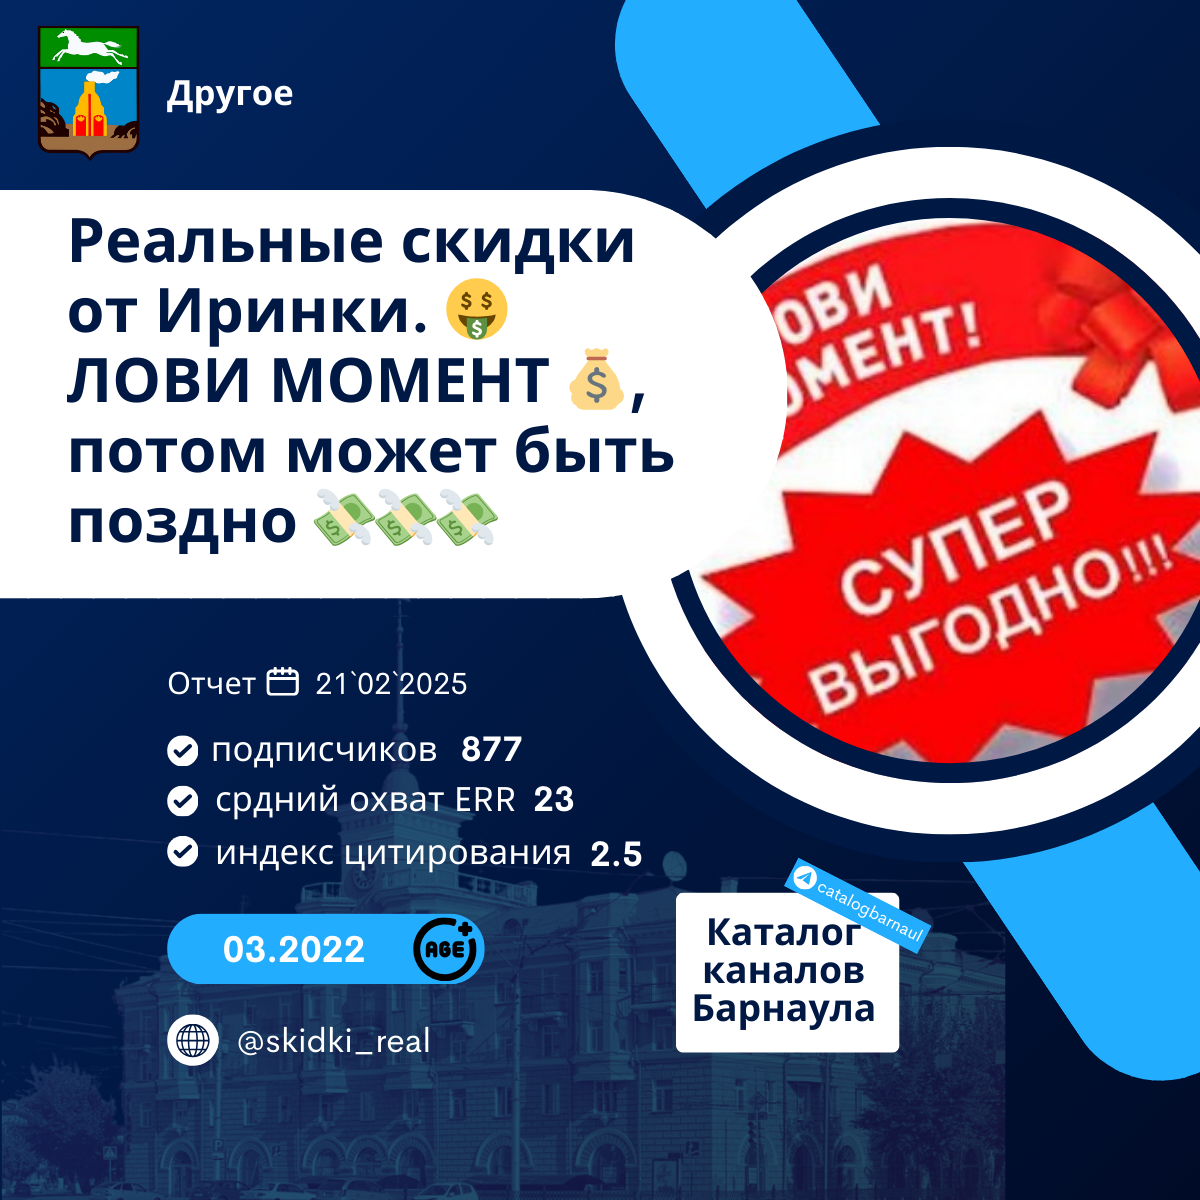 Другое
Реальные скидки
от Иринки. 🤑
ЛОВИ МОМЕНТ 💰,
потом может быть
поздно 💸💸💸
ОВИ
ОМЕНТ!
СУПЕР
ВЫГОДНО!!!
Отчет 21`02`2025
подписчиков 877
срдний охват ERR 23
индекс цитирования 2.5
03.2022
AGE+
@skidki_real
catalogbarnaul
Каталог
каналов
Барнаула